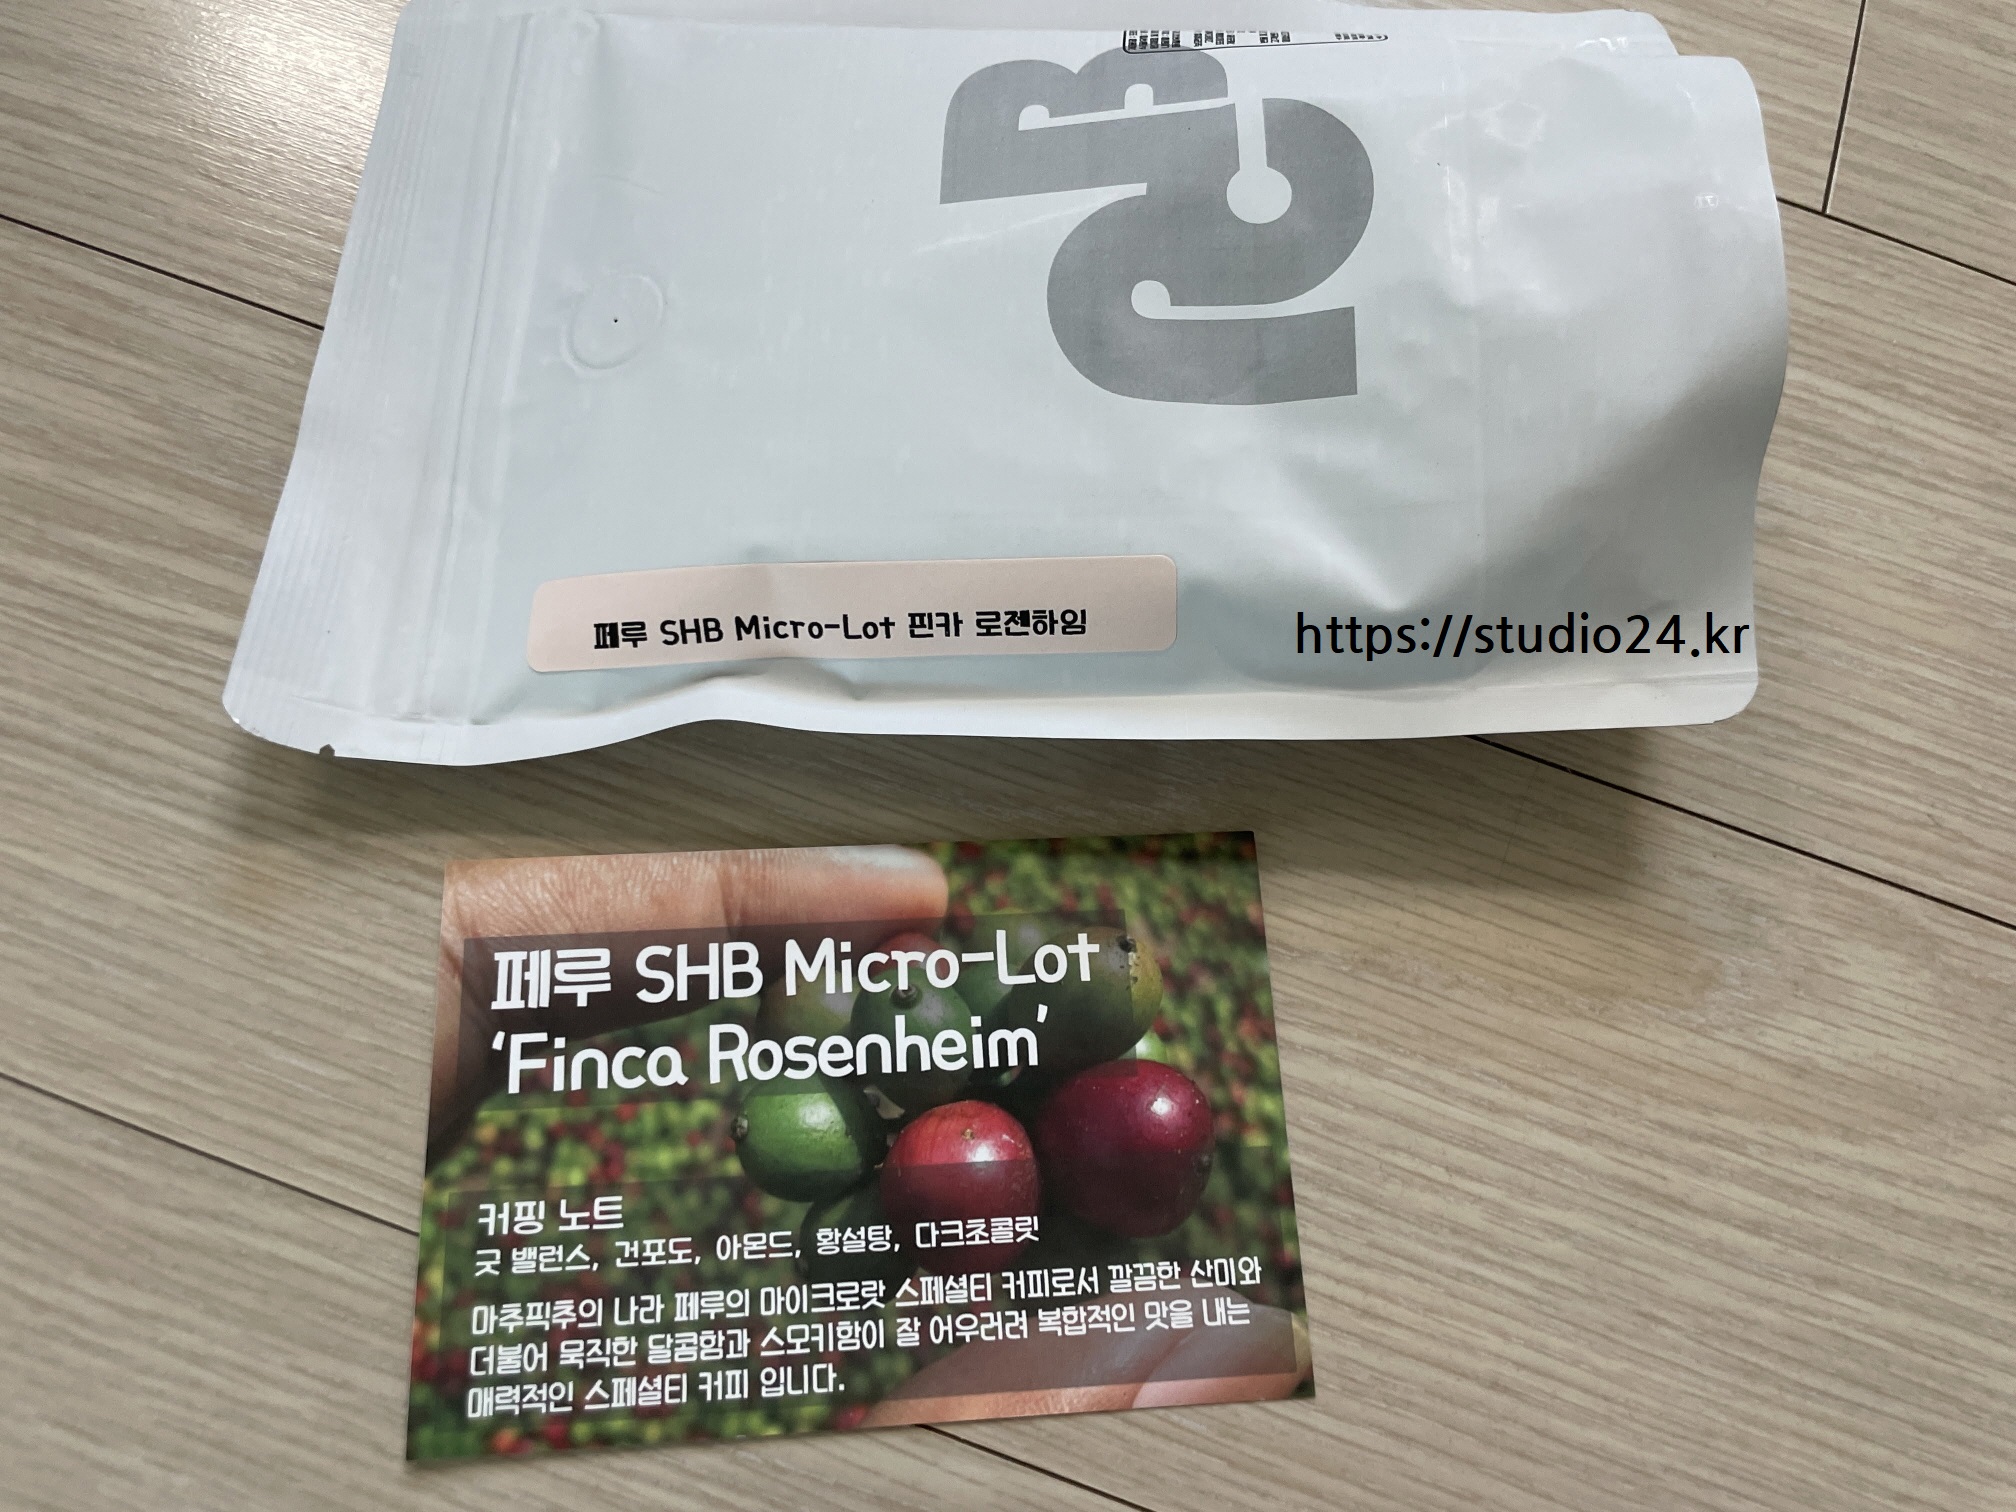 페루 SHB Micro-Lot 핀카 로젠하임
https://studio24.kr
페루 SHB Micro-Lot
‘Finca Rosenheim’
커핑 노트
굿 밸런스, 건포도, 아몬드, 황설탕, 다크초콜릿
마추픽추의 나라 페루의 마이크로랏 스페셜티 커피로서 깔끔한 산미와
더불어 묵직한 달콤함과 스모키함이 잘 어우러려 복합적인 맛을 내는
매력적인 스페셜티 커피 입니다.